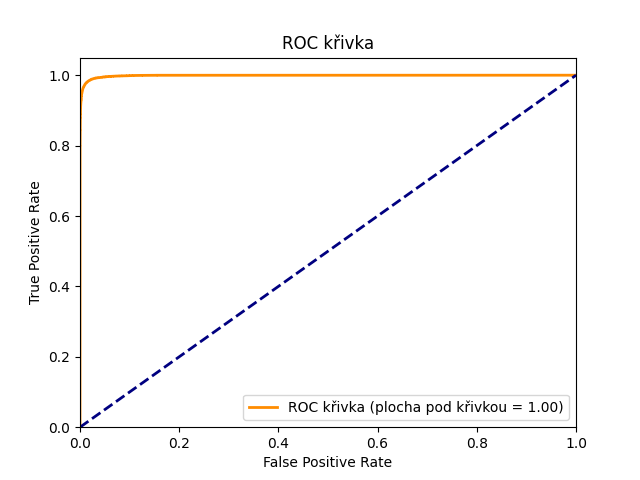 ROC křivka
True Positive Rate
1.0
0.8
0.6
0.4
0.2
0.0
ROC křivka (plocha pod křivkou = 1.00)
0.0 0.2 0.4 0.6 0.8 1.0
False Positive Rate